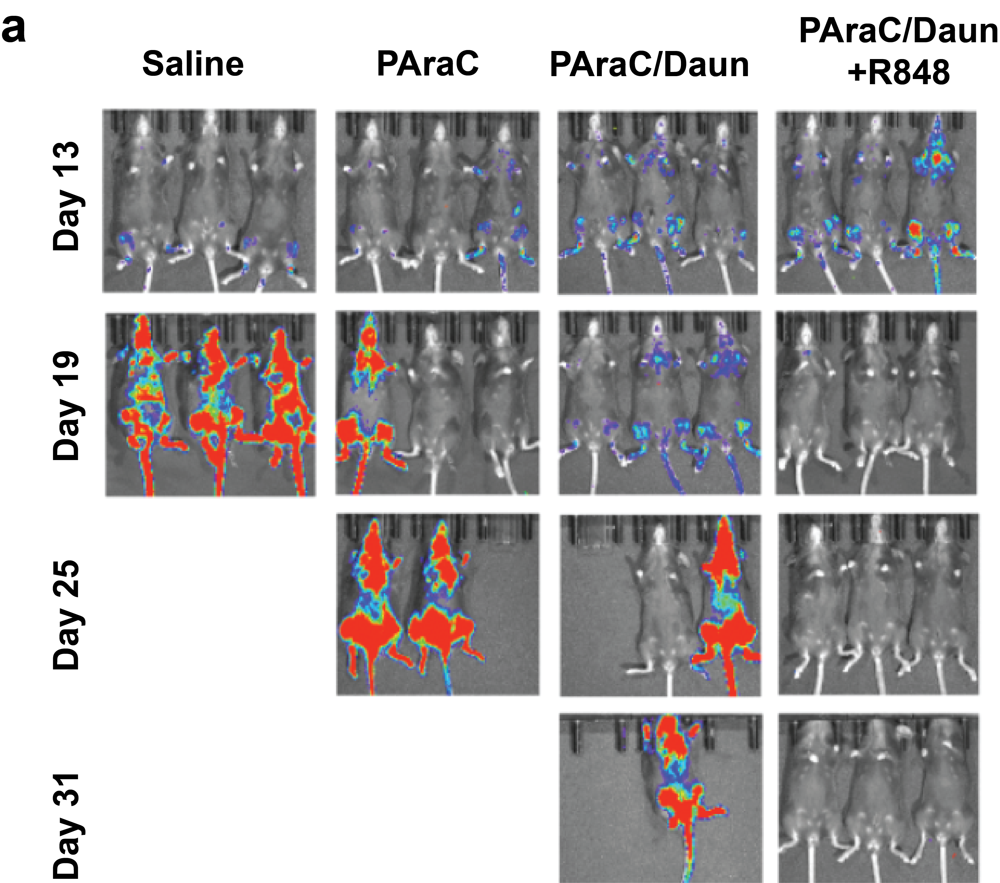 a
Saline
PAraC
PAraC/Daun
PAraC/Daun
+R848
Day 13
Day 19
Day 25
Day 31